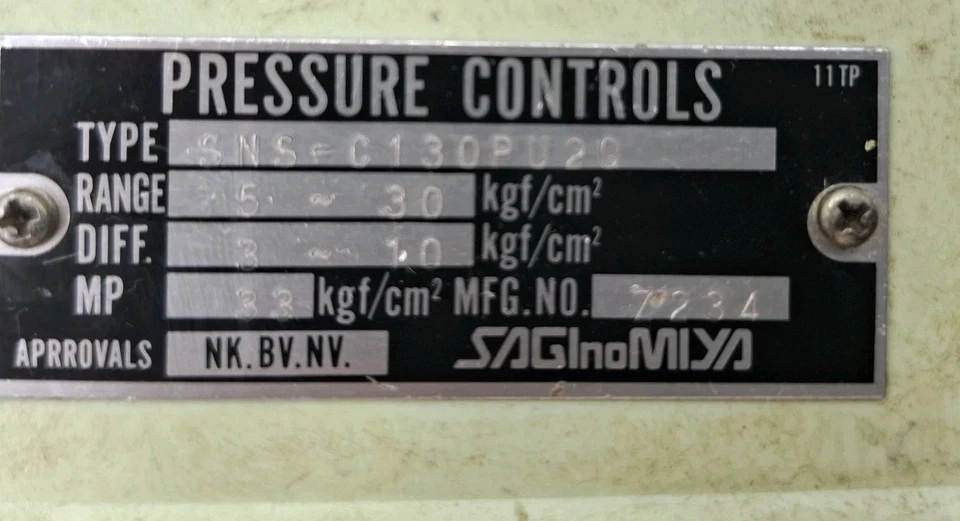 PRESSURE CONTROLS 11TP
TYPE SNS-C130PU2Q
RANGE 5 ~ 30 kgf/cm²
DIFF. 3 ~ 10 kgf/cm²
MP 33 kgf/cm² MFG.NO. 7234
APRROVALS NK.BV.NV. SAGInoMIYA